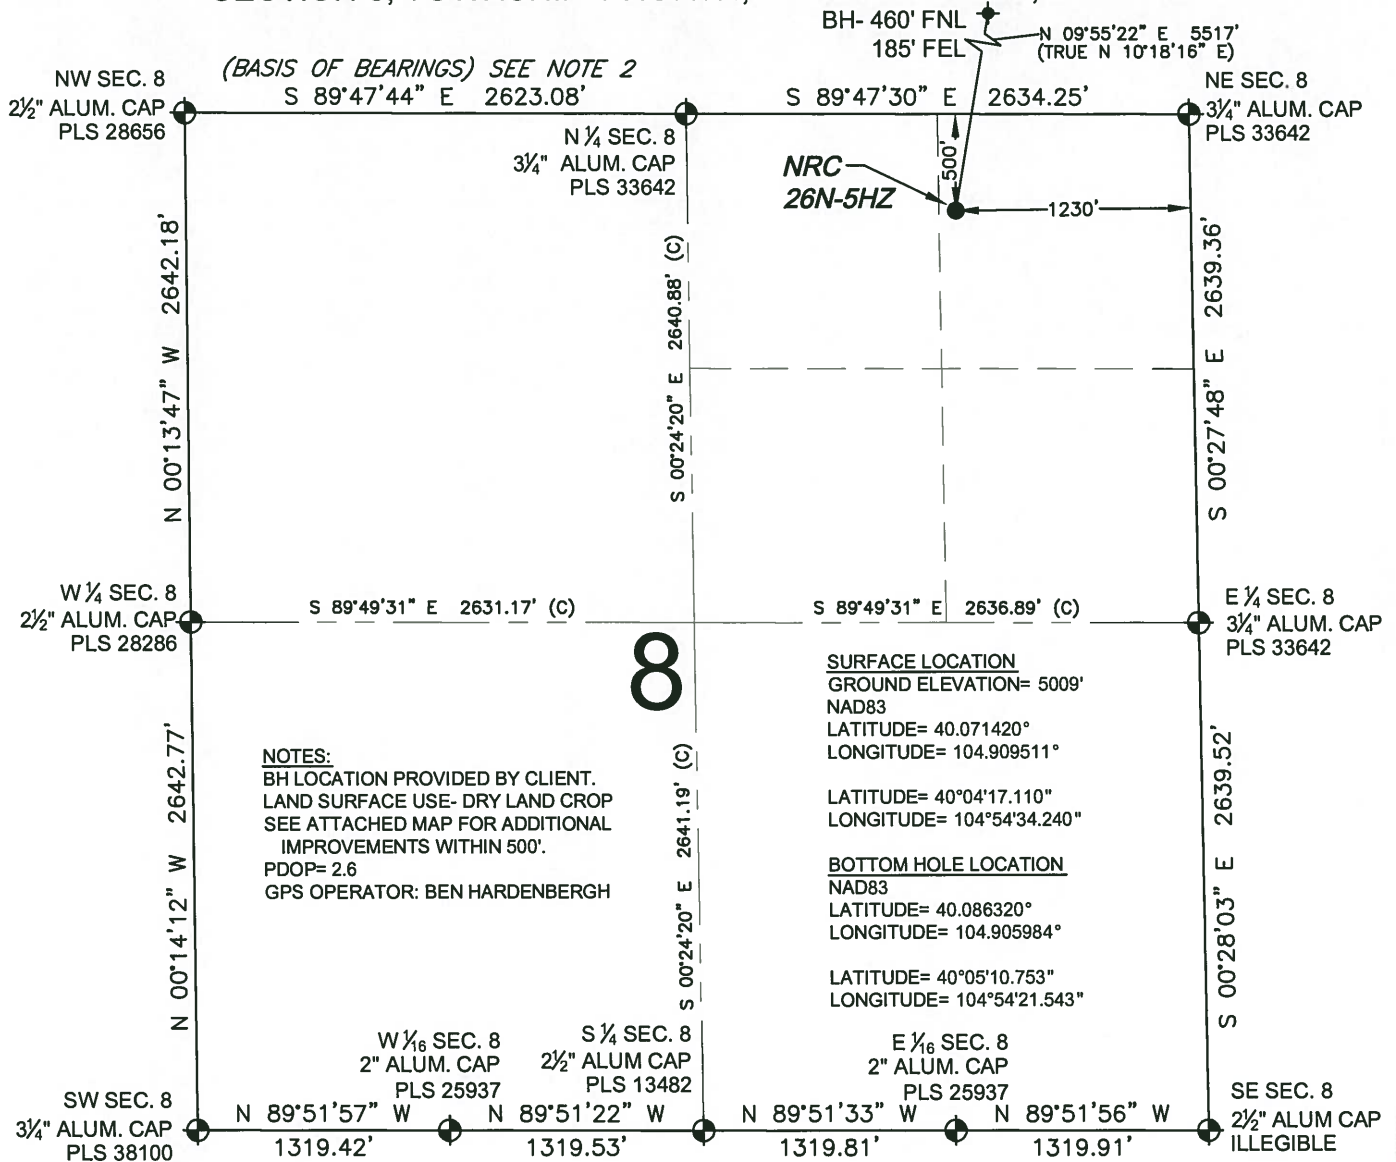 BH- 460' FNL
185' FEL
N 09°55'22" E 5517'
(TRUE N 10°18'16" E)
(BASIS OF BEARINGS) SEE NOTE 2
S 89°47'44" E 2623.08'
S 89°47'30" E 2634.25'
NW SEC. 8
2½" ALUM. CAP
PLS 28656
N ¼ SEC. 8
3¼" ALUM. CAP
PLS 33642
NE SEC. 8
3¼" ALUM. CAP
PLS 33642
NRC
26N-5HZ
500'
1230'
N 00°13'47" W 2642.18'
S 00°24'20" E 2640.88' (C)
S 00°27'48" E 2639.36'
W ¼ SEC. 8
2½" ALUM. CAP
PLS 28286
S 89°49'31" E 2631.17' (C)
S 89°49'31" E 2636.89' (C)
E ¼ SEC. 8
3¼" ALUM. CAP
PLS 33642
8
NOTES:
BH LOCATION PROVIDED BY CLIENT.
LAND SURFACE USE- DRY LAND CROP
SEE ATTACHED MAP FOR ADDITIONAL
IMPROVEMENTS WITHIN 500'.
PDOP= 2.6
GPS OPERATOR: BEN HARDENBERGH
SURFACE LOCATION
GROUND ELEVATION= 5009'
NAD83
LATITUDE= 40.071420°
LONGITUDE= 104.909511°
LATITUDE= 40°04'17.110"
LONGITUDE= 104°54'34.240"
BOTTOM HOLE LOCATION
NAD83
LATITUDE= 40.086320°
LONGITUDE= 104.905984°
LATITUDE= 40°05'10.753"
LONGITUDE= 104°54'21.543"
N 00°14'12" W 2642.77'
S 00°24'20" E 2641.19' (C)
S 00°28'03" E 2639.52'
SW SEC. 8
3¼" ALUM. CAP
PLS 38100
W 1⁄16 SEC. 8
2" ALUM. CAP
PLS 25937
S ¼ SEC. 8
2½" ALUM CAP
PLS 13482
E 1⁄16 SEC. 8
2" ALUM. CAP
PLS 25937
SE SEC. 8
2½" ALUM CAP
ILLEGIBLE
N 89°51'57" W
1319.42'
N 89°51'22" W
1319.53'
N 89°51'33" W
1319.81'
N 89°51'56" W
1319.91'